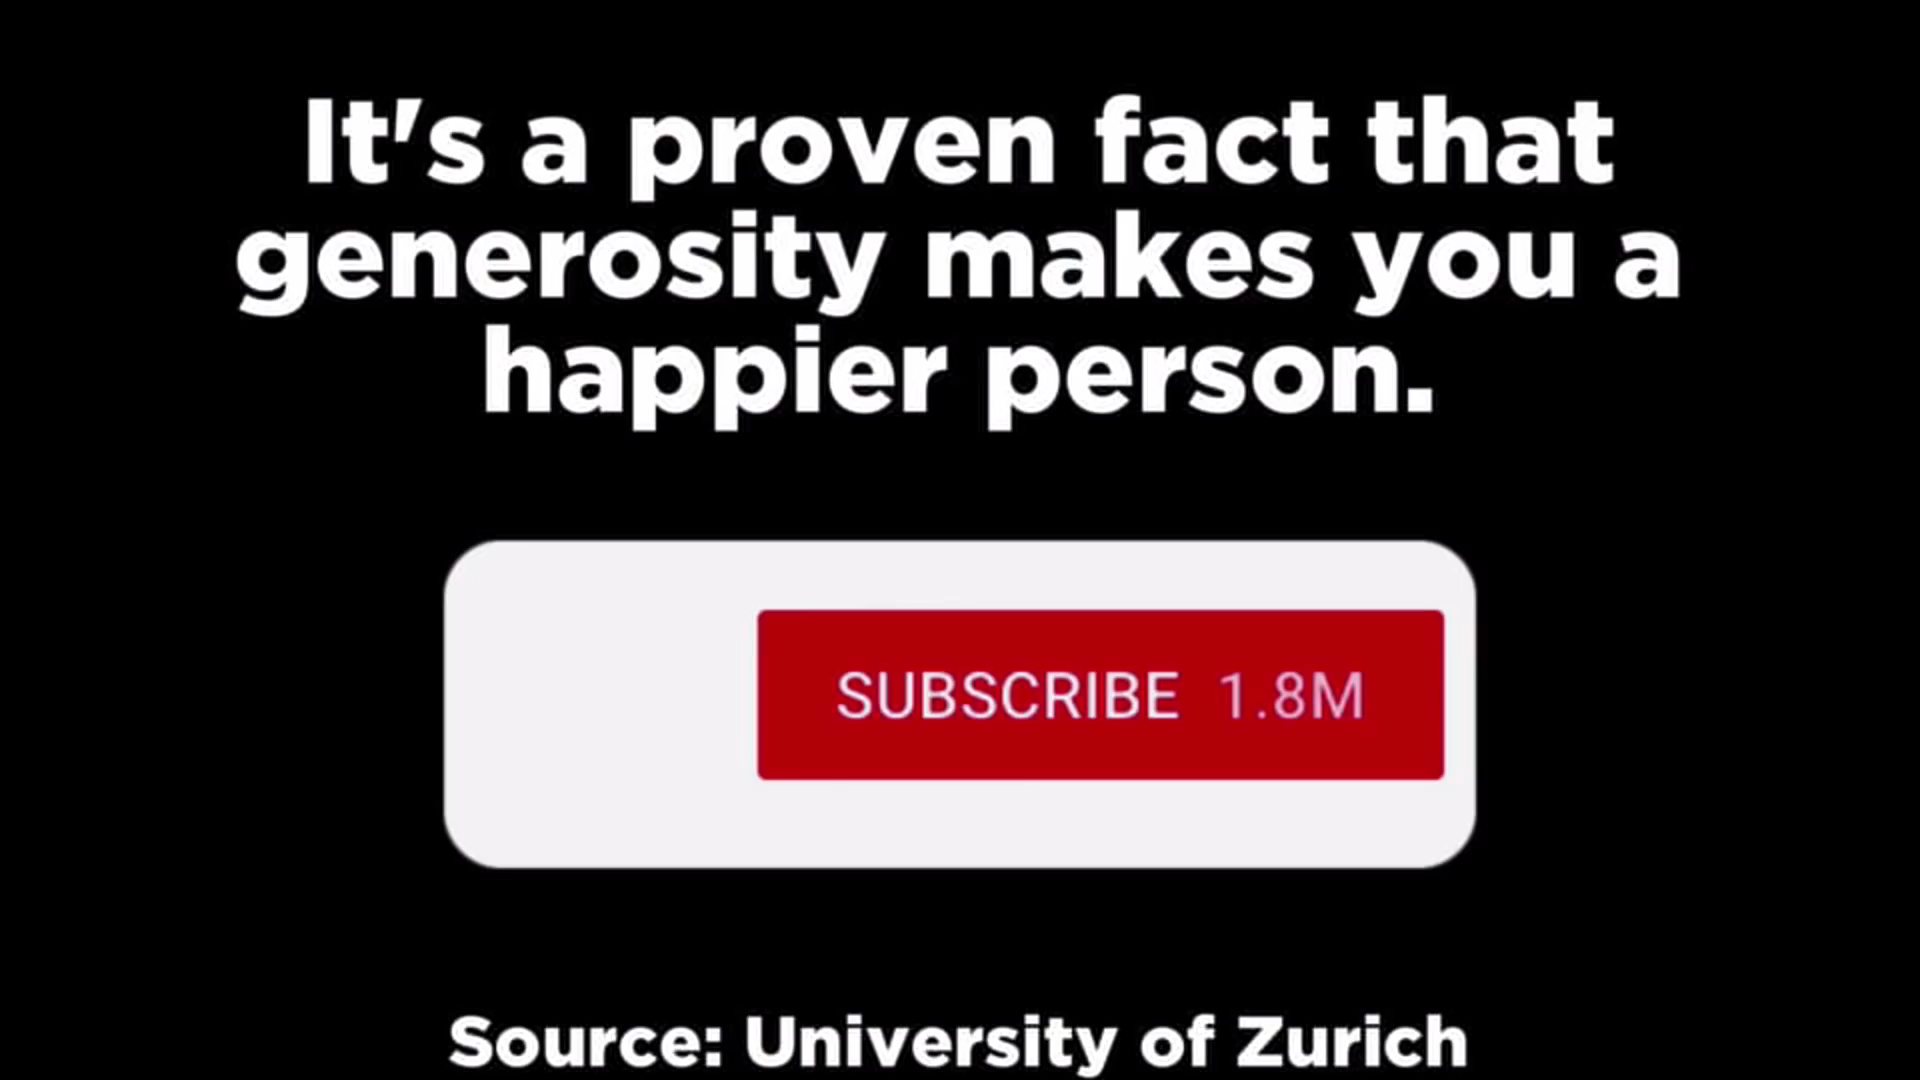 It's a proven fact that
generosity makes you a
happier person.
SUBSCRIBE 1.8M
Source: University of Zurich